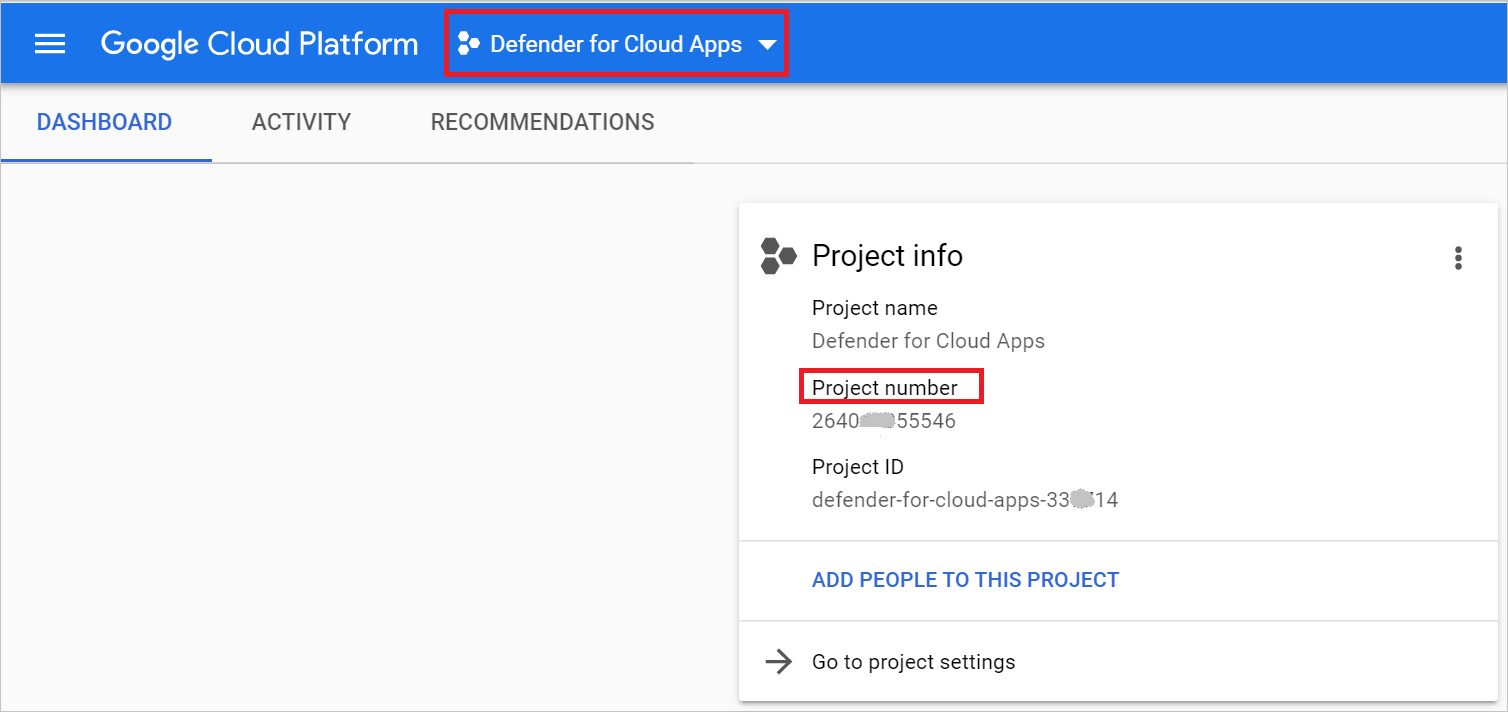 Google Cloud Platform
Defender for Cloud Apps
DASHBOARD
ACTIVITY
RECOMMENDATIONS
Project info
Project name
Defender for Cloud Apps
Project number
2640 55546
Project ID
defender-for-cloud-apps-33 14
ADD PEOPLE TO THIS PROJECT
Go to project settings